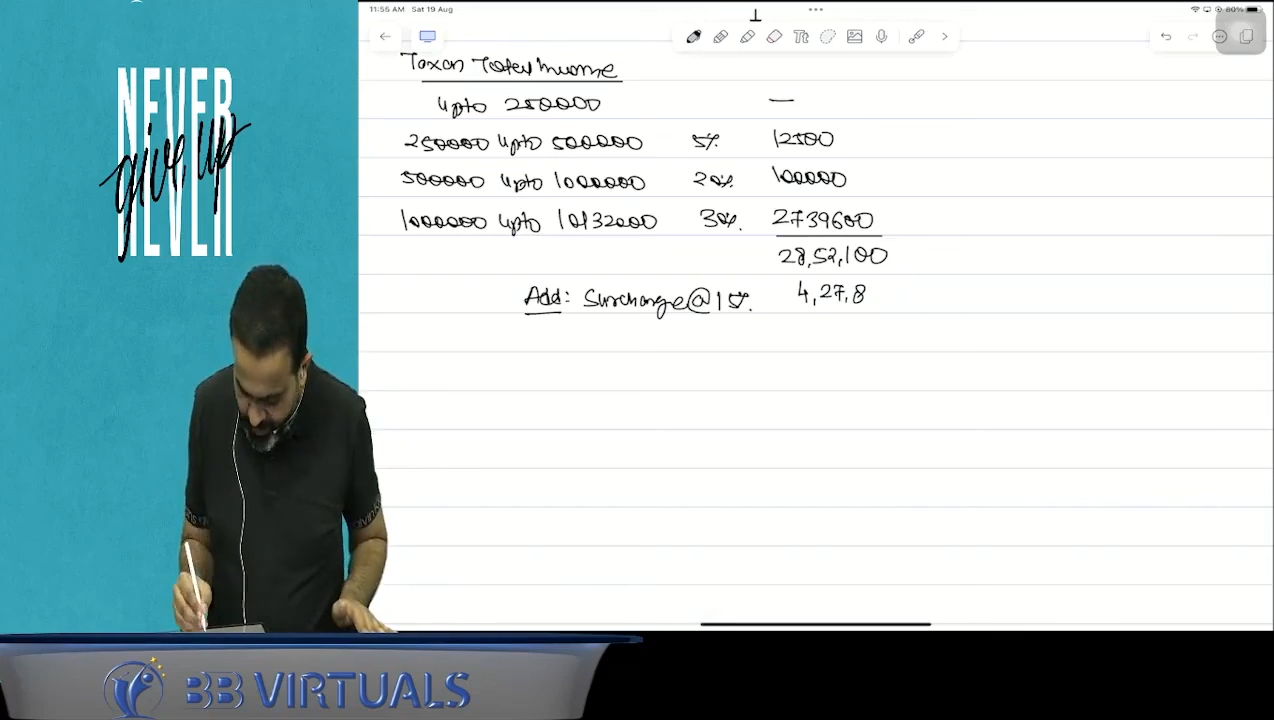 11:55 AM Sat 19 Aug
80%
NEVER
give up
NEVER
Tax on Total Income
upto 250000 —
250000 upto 500000 5% 12500
500000 upto 1000000 20% 100000
1000000 upto 10132000 30% 2739600
28,52,100
Add: Surcharge@15% 4,27,8
BB VIRTUALS